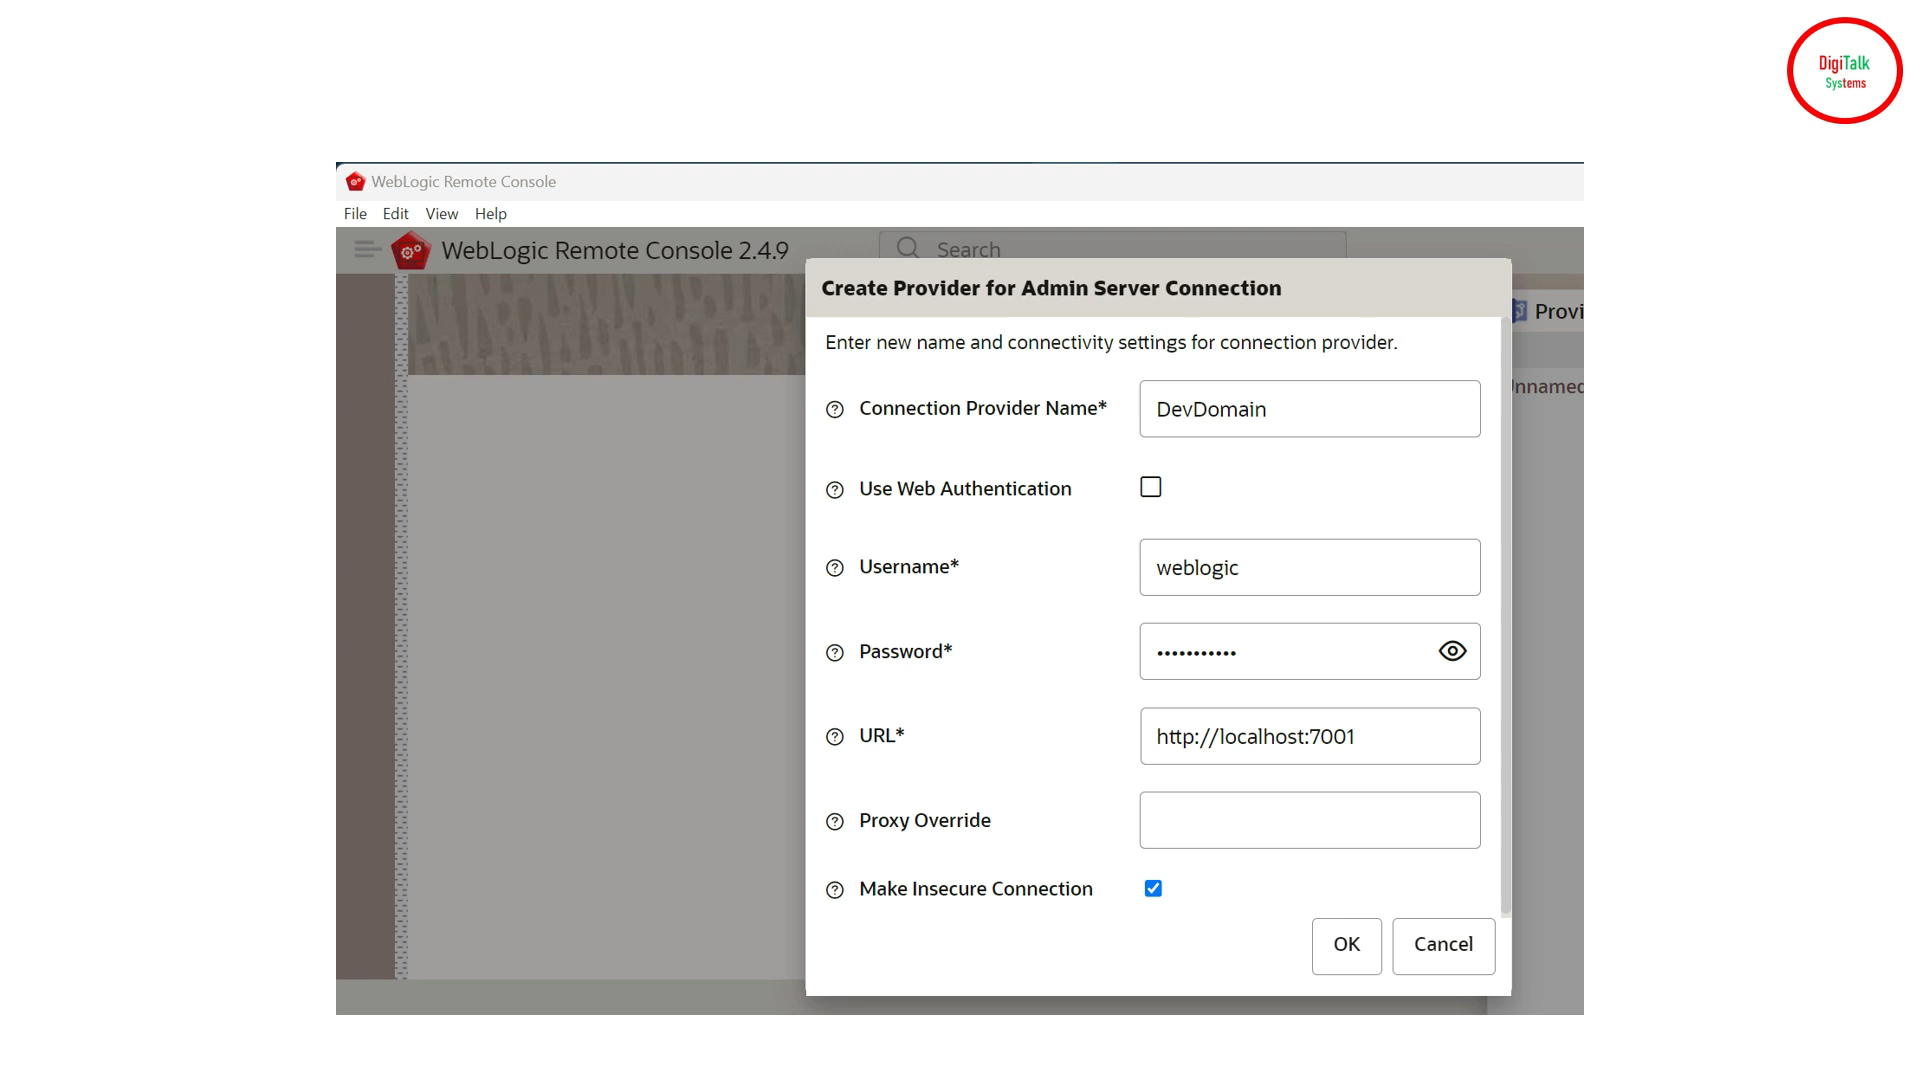 DigiTalk
Systems
WebLogic Remote Console
File Edit View Help
WebLogic Remote Console 2.4.9
Search
Create Provider for Admin Server Connection
Enter new name and connectivity settings for connection provider.
Provi
Connection Provider Name* DevDomain
nnamed
Use Web Authentication
Username* weblogic
Password* •••••••••••
URL* http://localhost:7001
Proxy Override
Make Insecure Connection
OK Cancel